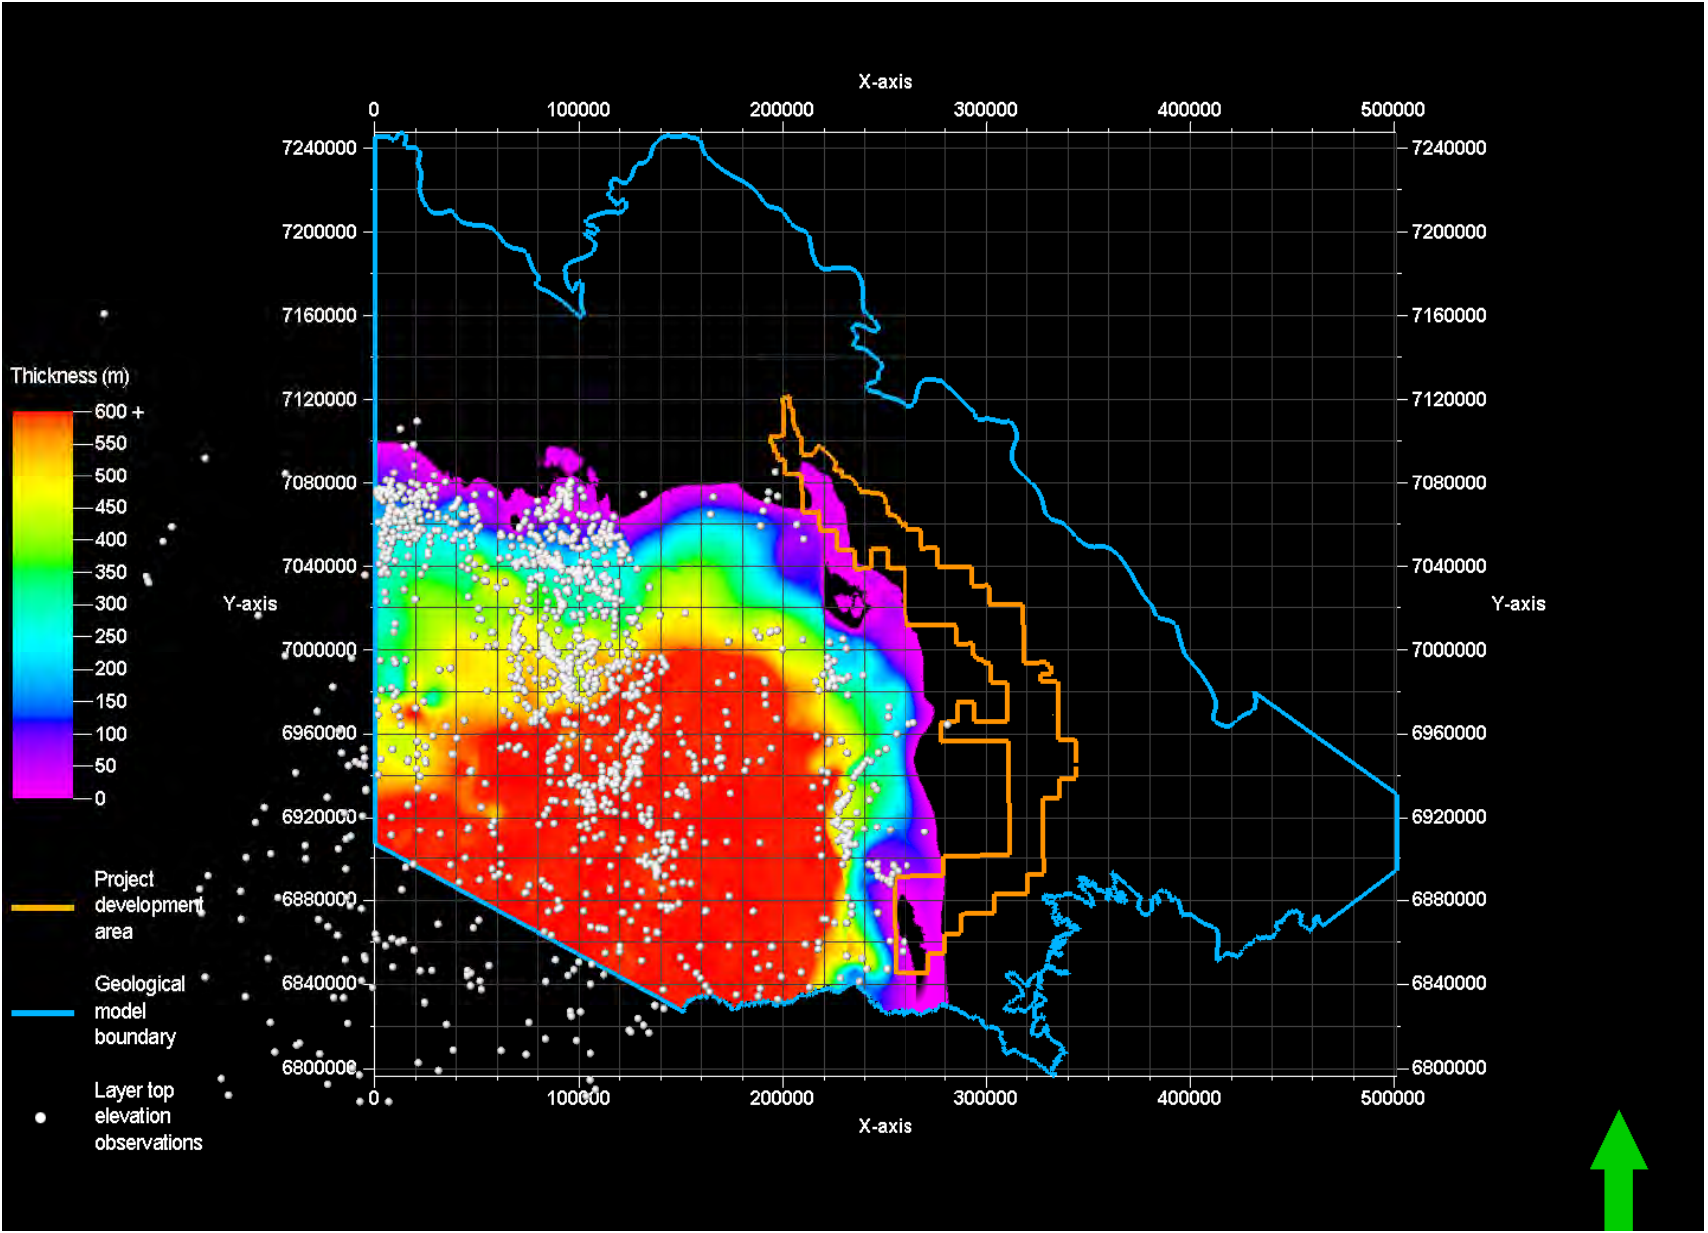 X-axis
0 100000 200000 300000 400000 500000
7240000 7240000
7200000 7200000
7160000 7160000
Thickness (m)
7120000 7120000
600 +
550
500
7080000 7080000
450
400
7040000 7040000
350
300
Y-axis Y-axis
250
7000000 7000000
200
150
6960000 6960000
100
50
0
6920000 6920000
Project
development
area
6880000 6880000
Geological
model
boundary
6840000 6840000
6800000 6800000
Layer top
elevation
observations
0 100000 200000 300000 400000 500000
X-axis